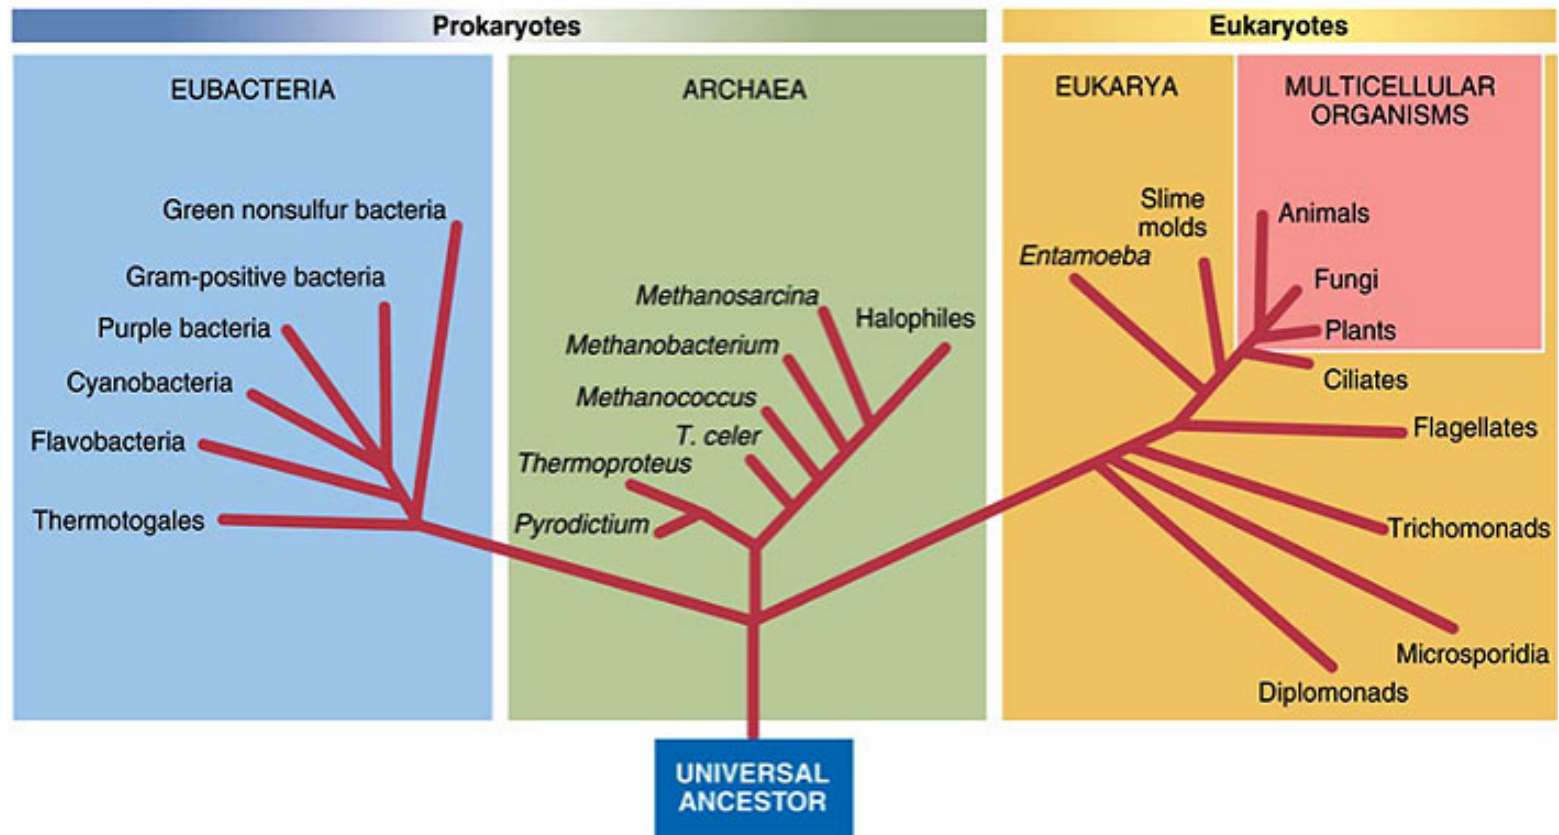 Prokaryotes
Eukaryotes
EUBACTERIA
ARCHAEA
EUKARYA
MULTICELLULAR
ORGANISMS
Green nonsulfur bacteria
Gram-positive bacteria
Purple bacteria
Cyanobacteria
Flavobacteria
Thermotogales
Methanosarcina
Halophiles
Methanobacterium
Methanococcus
T. celer
Thermoproteus
Pyrodictium
Slime
molds
Entamoeba
Animals
Fungi
Plants
Ciliates
Flagellates
Trichomonads
Microsporidia
Diplomonads
UNIVERSAL
ANCESTOR